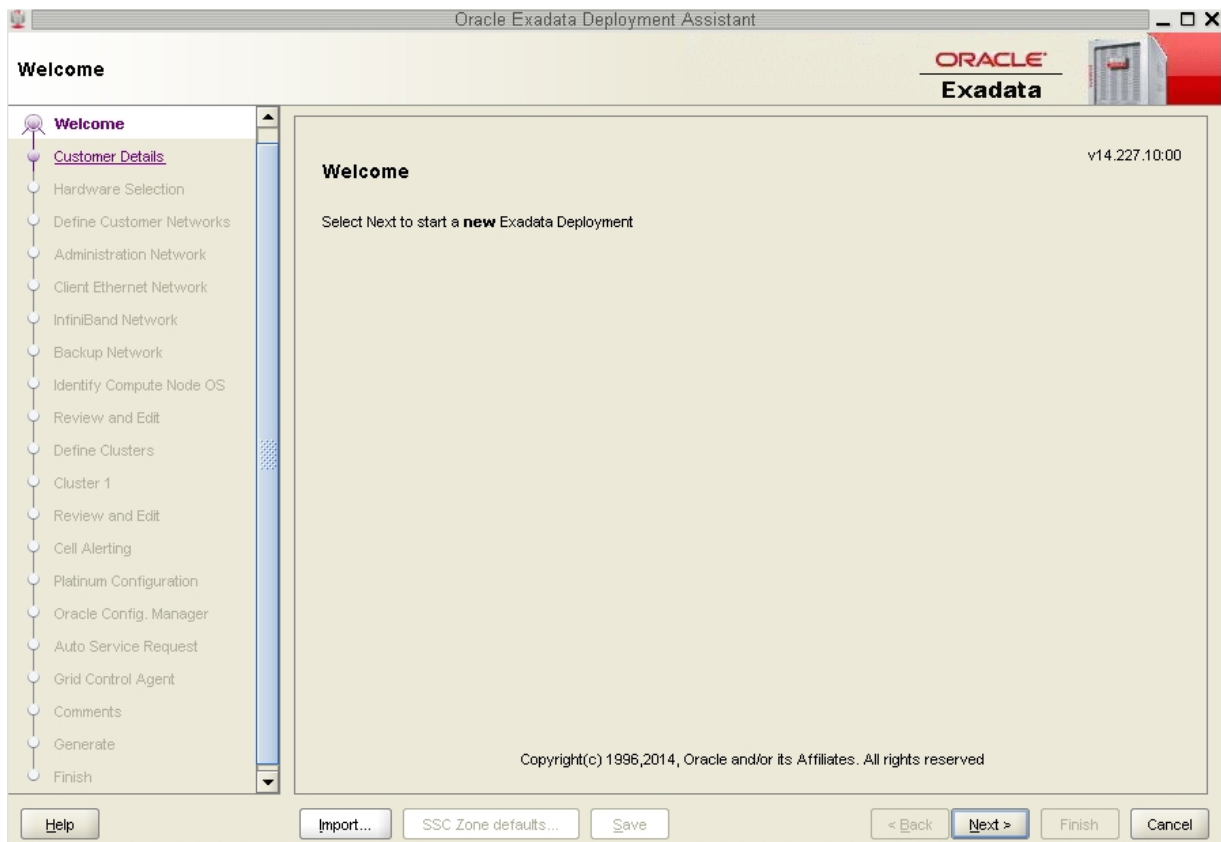 Oracle Exadata Deployment Assistant
Welcome
ORACLE
Exadata
Welcome
Customer Details
Hardware Selection
Define Customer Networks
Administration Network
Client Ethernet Network
InfiniBand Network
Backup Network
Identify Compute Node OS
Review and Edit
Define Clusters
Cluster 1
Review and Edit
Cell Alerting
Platinum Configuration
Oracle Config. Manager
Auto Service Request
Grid Control Agent
Comments
Generate
Finish
v14.227.10:00
Welcome
Select Next to start a new Exadata Deployment
Copyright(c) 1996,2014, Oracle and/or its Affiliates. All rights reserved
Help
Import...
SSC Zone defaults...
Save
< Back
Next >
Finish
Cancel